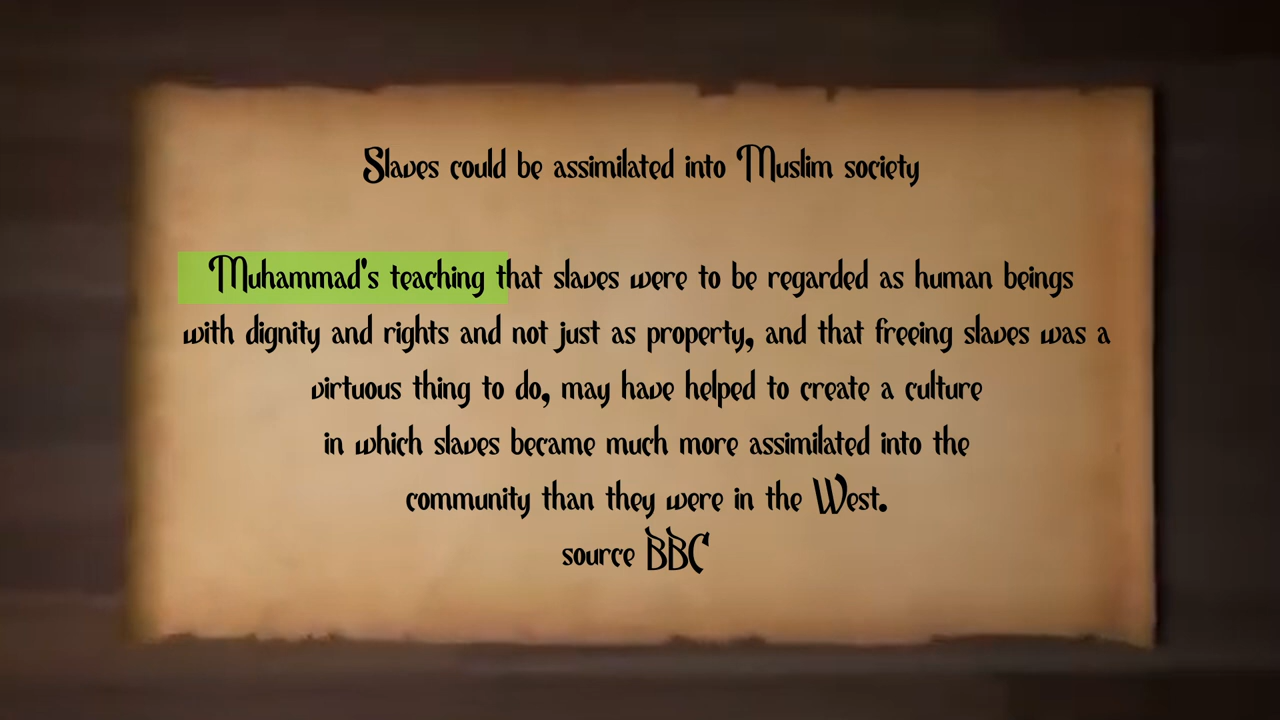 Slaves could be assimilated into Muslim society
Muhammad's teaching that slaves were to be regarded as human beings
with dignity and rights and not just as property, and that freeing slaves was a
virtuous thing to do, may have helped to create a culture
in which slaves became much more assimilated into the
community than they were in the West.
source BBC